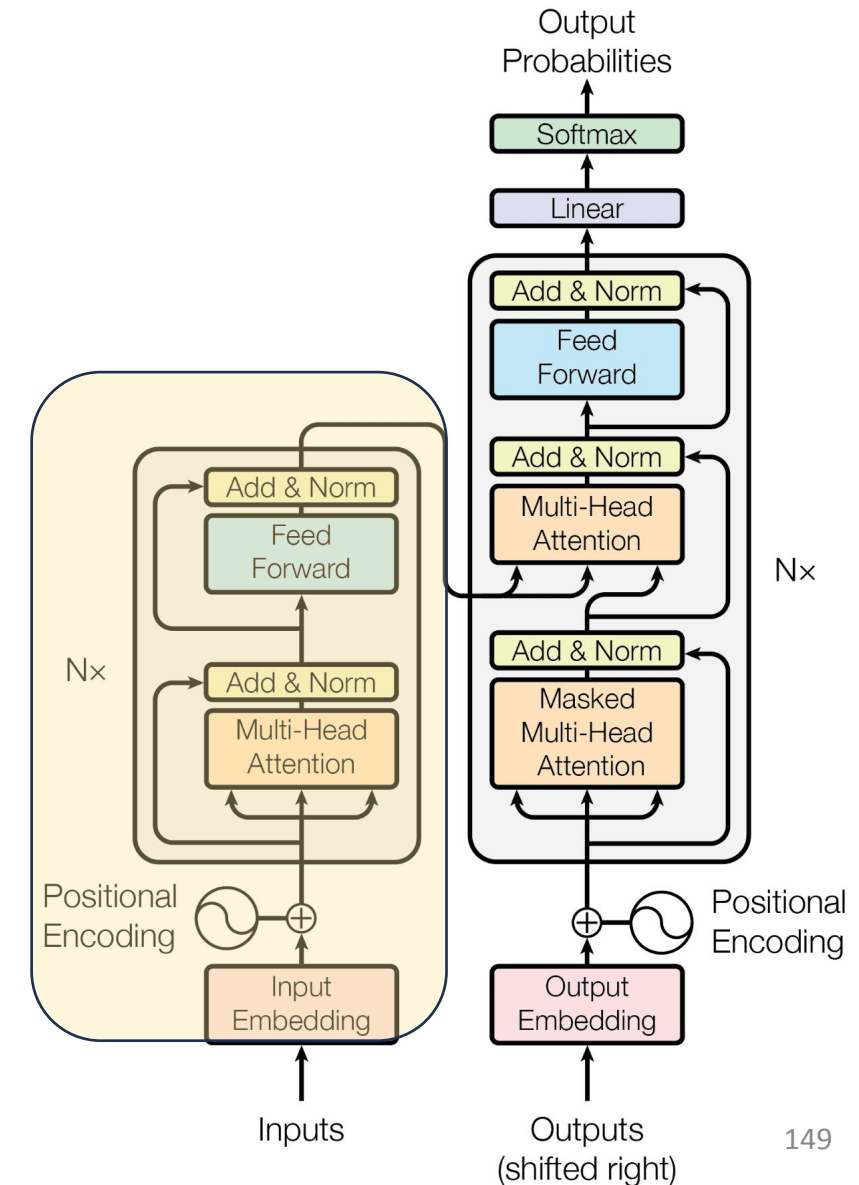 Output
Probabilities
Softmax
Linear
Add & Norm
Feed
Forward
Add & Norm
Multi-Head
Attention
N×
Add & Norm
Masked
Multi-Head
Attention
Positional
Encoding
Output
Embedding
Outputs
(shifted right)
Add & Norm
Feed
Forward
N×
Add & Norm
Multi-Head
Attention
Positional
Encoding
Input
Embedding
Inputs
149